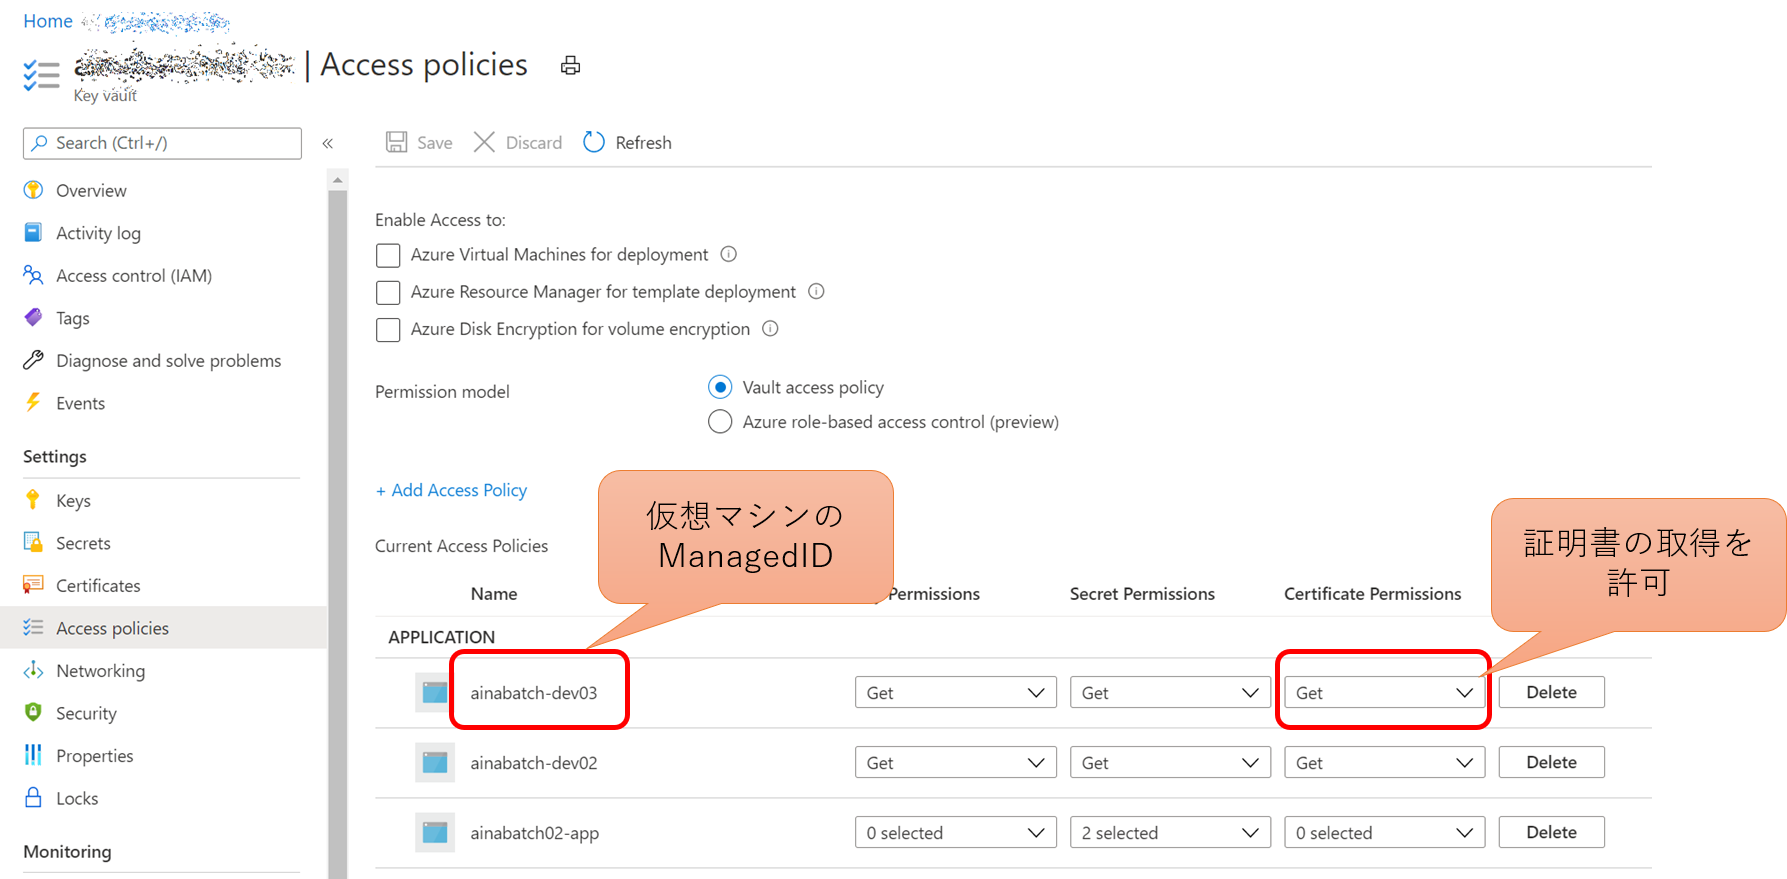 Home
| Access policies
Key vault
Search (Ctrl+/)
«
Save
Discard
Refresh
Overview
Activity log
Access control (IAM)
Tags
Diagnose and solve problems
Events
Settings
Keys
Secrets
Certificates
Access policies
Networking
Security
Properties
Locks
Monitoring
Enable Access to:
Azure Virtual Machines for deployment
Azure Resource Manager for template deployment
Azure Disk Encryption for volume encryption
Permission model
Vault access policy
Azure role-based access control (preview)
+ Add Access Policy
仮想マシンの
ManagedID
証明書の取得を
許可
Current Access Policies
Name Permissions Secret Permissions Certificate Permissions
APPLICATION
ainabatch-dev03 Get Get Get Delete
ainabatch-dev02 Get Get Get Delete
ainabatch02-app 0 selected 2 selected 0 selected Delete